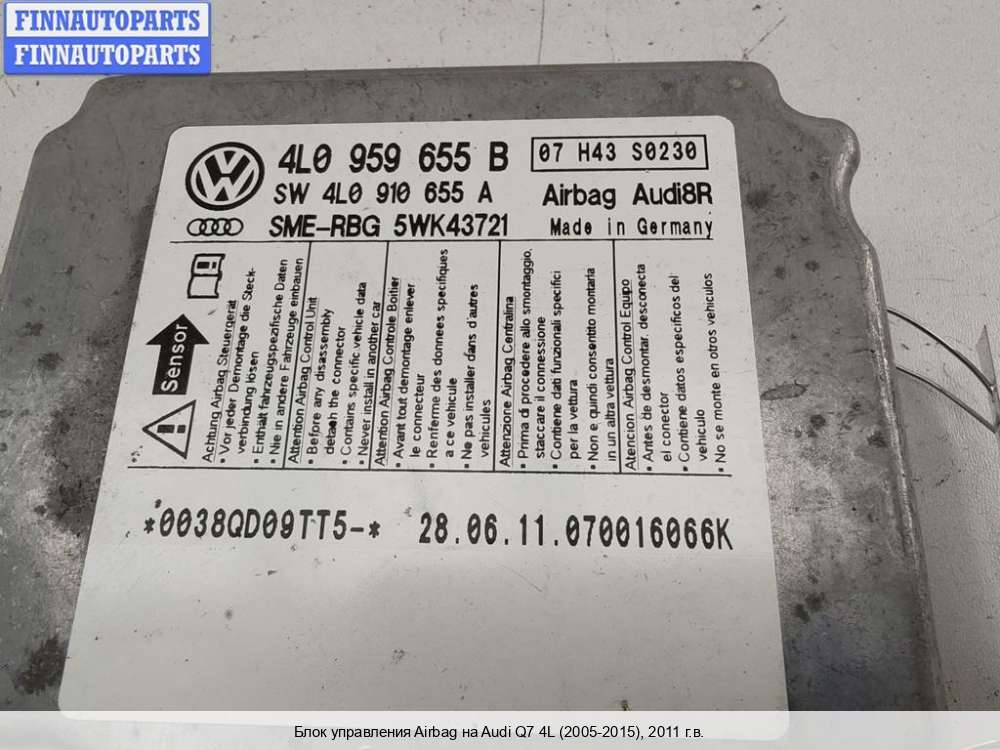 FINNAUTOPARTS
FINNAUTOPARTS
4L0 959 655 B
07 H43 S0230
SW 4L0 910 655 A
Airbag Audi8R
SME-RBG 5WK43721
Made in Germany
Sensor
Achtung Airbag Steuergerät
• Vor jeder Demontage die Steck-
verbindung lösen
• Enthält fahrzeugspezifische Daten
• Nie in andere Fahrzeuge einbauen
Attention Airbag Control Unit
• Before any disassembly
detach the connector
• Contains specific vehicle data
• Never install in another car
Attention Airbag Controle Boitier
• Avant tout demontage enlever
le connecteur
• Renferme des donnees specifiques
a ce vehicule
• Ne pas installer dans d'autres
vehicules
Attenzione Airbag Centralina
• Prima di procedere allo smontaggio,
staccare il connessione
• Contiene dati funzionali specifici
per la vettura
• Non e quindi consentito montaria
in un altra vettura
Atencion Airbag Control Equipo
• Antes de desmontar desconecta
el conector
• Contiene datos especificos del
vehiculo
• No se monte en otros vehiculos
*0038QD09TT5-*
28.06.11.070016066K
Блок управления Airbag на Audi Q7 4L (2005-2015), 2011 г.в.